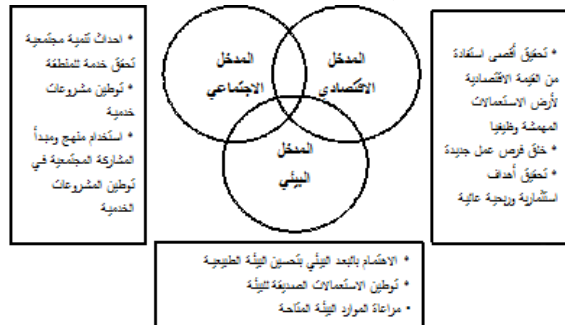 المدخل
الاقتصادي
المدخل
الاجتماعي
المدخل
البيئي
* تحقيق أقصى استفادة
من القيمة الاقتصادية
لأرض الاستعمالات
المهمشة وظيفيا
* خلق فرص عمل جديدة
* تحقيق أهداف
استثمارية وربحية عالية
* احداث تنمية مجتمعية
تحقق خدمة للمنطقة
* توطين مشروعات
خدمية
* استخدام منهج ومبدأ
المشاركة المجتمعية في
توطين المشروعات
الخدمية
* الاهتمام بالبعد البيئي بتحسين البيئة الطبيعية
* توطين الاستعمالات الصديقة للبيئة
• مراعاة الموارد البيئة المتاحة